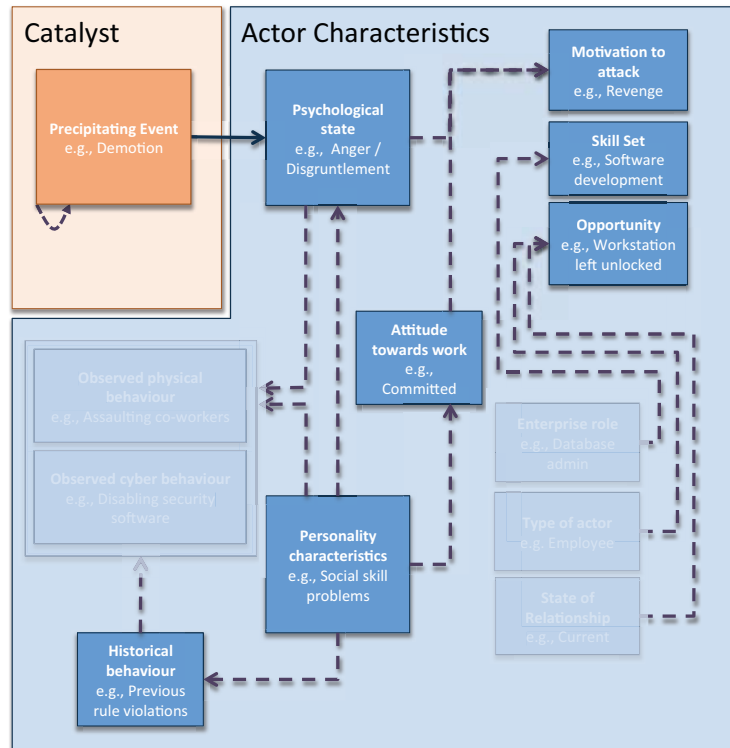 Catalyst
Actor Characteristics
Precipitating Event
e.g., Demotion
Psychological
state
e.g., Anger /
Disgruntlement
Motivation to
attack
e.g., Revenge
Skill Set
e.g., Software
development
Opportunity
e.g., Workstation
left unlocked
Attitude
towards work
e.g.,
Committed
Observed physical
behaviour
e.g., Assaulting co-workers
Observed cyber behaviour
e.g., Disabling security
software
Enterprise role
e.g., Database
admin
Type of actor
e.g. Employee
State of
Relationship
e.g., Current
Personality
characteristics
e.g., Social skill
problems
Historical
behaviour
e.g., Previous
rule violations